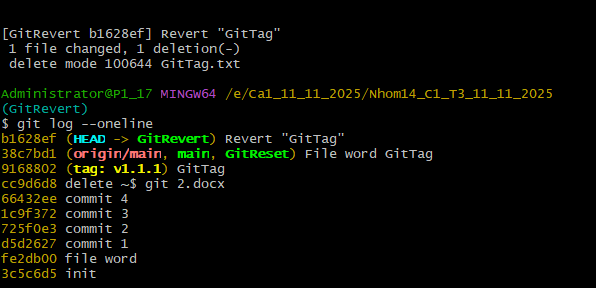 [GitRevert b1628ef] Revert "GitTag"
1 file changed, 1 deletion(-)
delete mode 100644 GitTag.txt
Administrator@P1_17 MINGW64 /e/Ca1_11_11_2025/Nhom14_C1_T3_11_11_2025
(GitRevert)
$ git log --oneline
b1628ef (HEAD -> GitRevert) Revert "GitTag"
38c7bd1 (origin/main, main, GitReset) File word GitTag
9168802 (tag: v1.1.1) GitTag
cc9d6d8 delete ~$ git 2.docx
66432ee commit 4
1c9f372 commit 3
725f0e3 commit 2
d5d2627 commit 1
fe2db00 file word
3c5c6d5 init